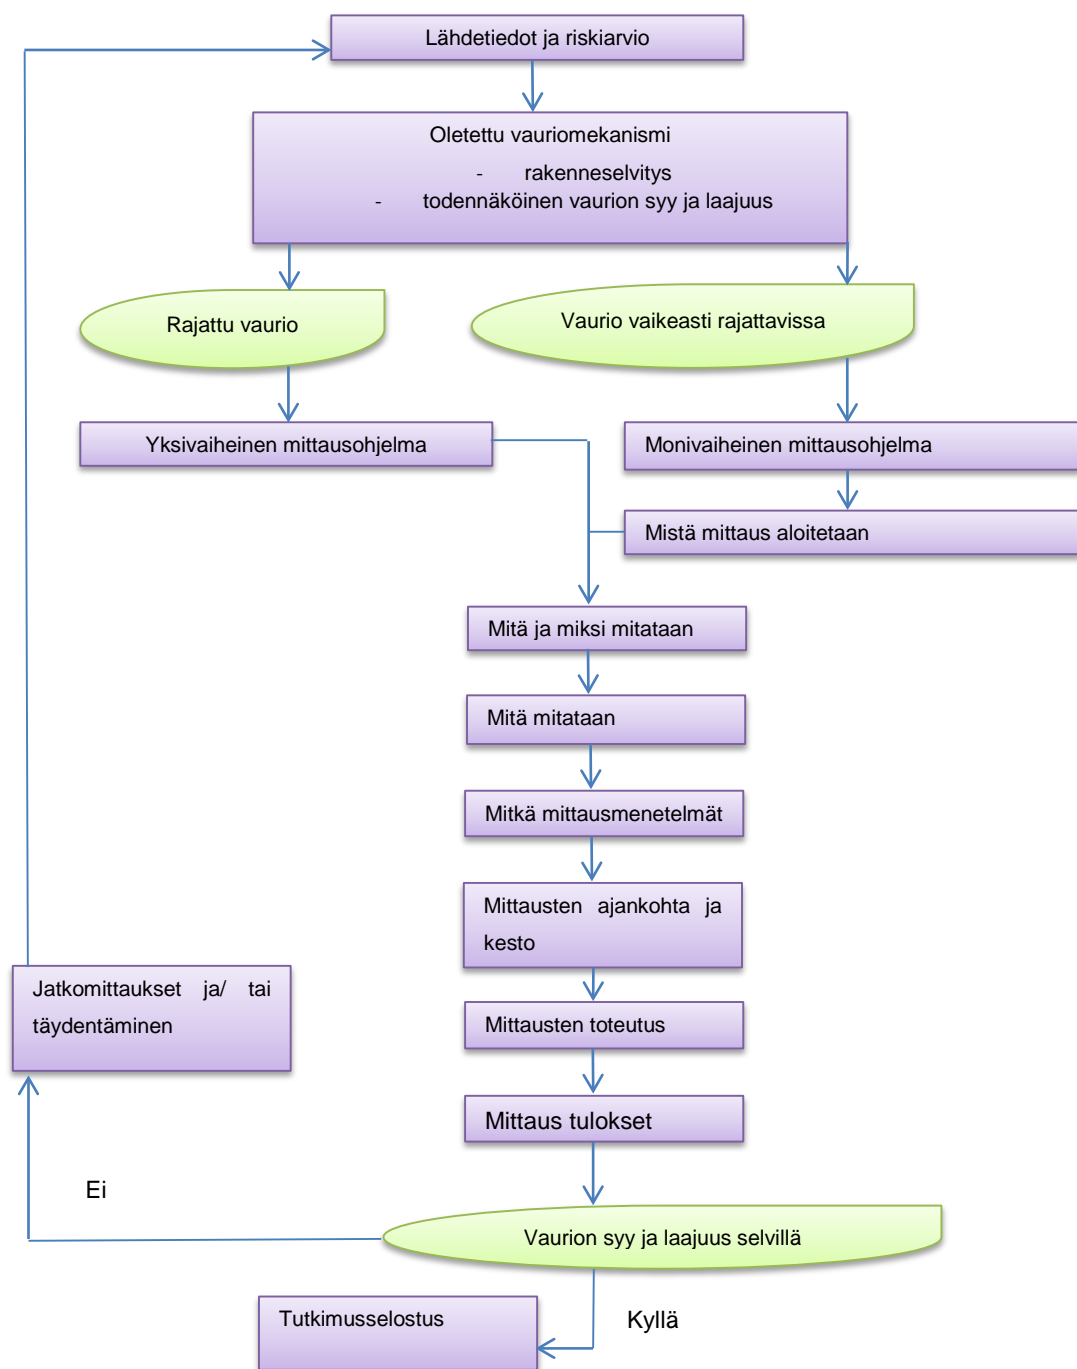 Lähdetiedot ja riskiarvio
Oletettu vauriomekanismi
- rakenneselvitys
- todennäköinen vaurion syy ja laajuus
Rajattu vaurio
Vaurio vaikeasti rajattavissa
Yksivaiheinen mittausohjelma
Monivaiheinen mittausohjelma
Mistä mittaus aloitetaan
Mitä ja miksi mitataan
Mitä mitataan
Mitkä mittausmenetelmät
Mittausten ajankohta ja
kesto
Jatkomittaukset ja/ tai
täydentäminen
Mittausten toteutus
Mittaus tulokset
Ei
Vaurion syy ja laajuus selvillä
Tutkimusselostus
Kyllä